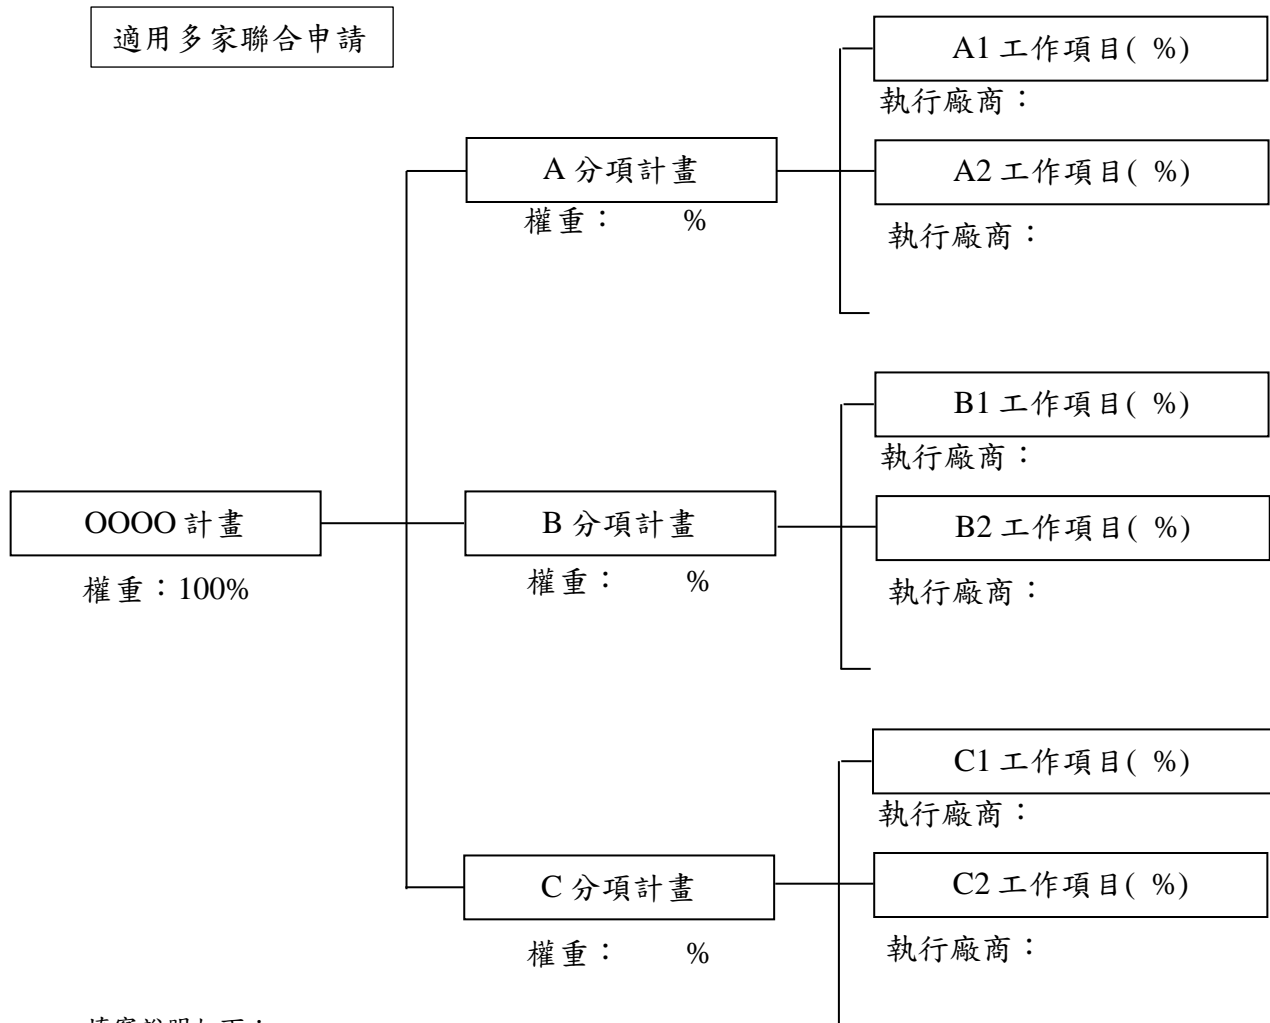 適用多家聯合申請
A1 工作項目( %)
執行廠商：
A 分項計畫
權重： %
A2 工作項目( %)
執行廠商：
B1 工作項目( %)
執行廠商：
OOOO 計畫
權重：100%
B 分項計畫
權重： %
B2 工作項目( %)
執行廠商：
C1 工作項目( %)
執行廠商：
C 分項計畫
權重： %
C2 工作項目( %)
執行廠商：